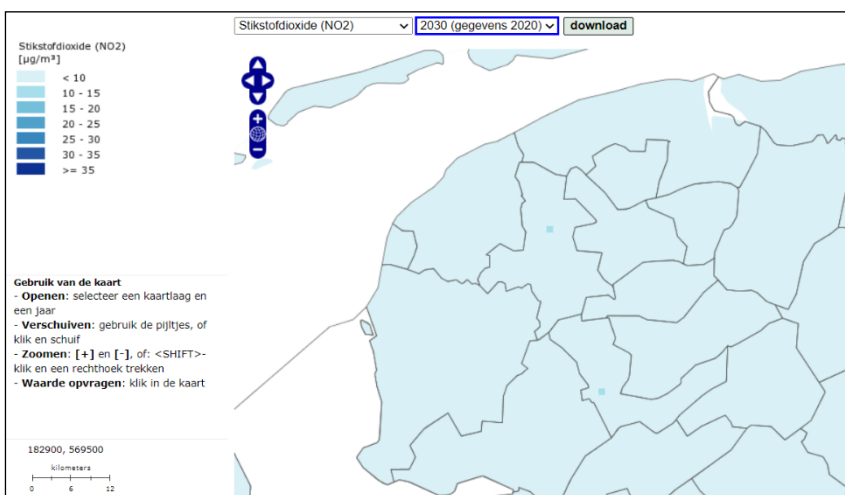 Stikstofdioxide (NO2) 2030 (gegevens 2020) download
Stikstofdioxide (NO2)
[µg/m³]
< 10
10 - 15
15 - 20
20 - 25
25 - 30
30 - 35
>= 35
Gebruik van de kaart
- Openen: selecteer een kaartlaag en
een jaar
- Verschuiven: gebruik de pijltjes, of
klik en schuif
- Zoomen: [+] en [-], of: <SHIFT>-
klik en een rechthoek trekken
- Waarde opvragen: klik in de kaart
182900, 569500
kilometers
0 6 12